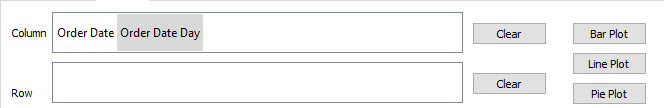 Column Order Date Order Date Day Clear Bar Plot
Line Plot
Row Clear Pie Plot